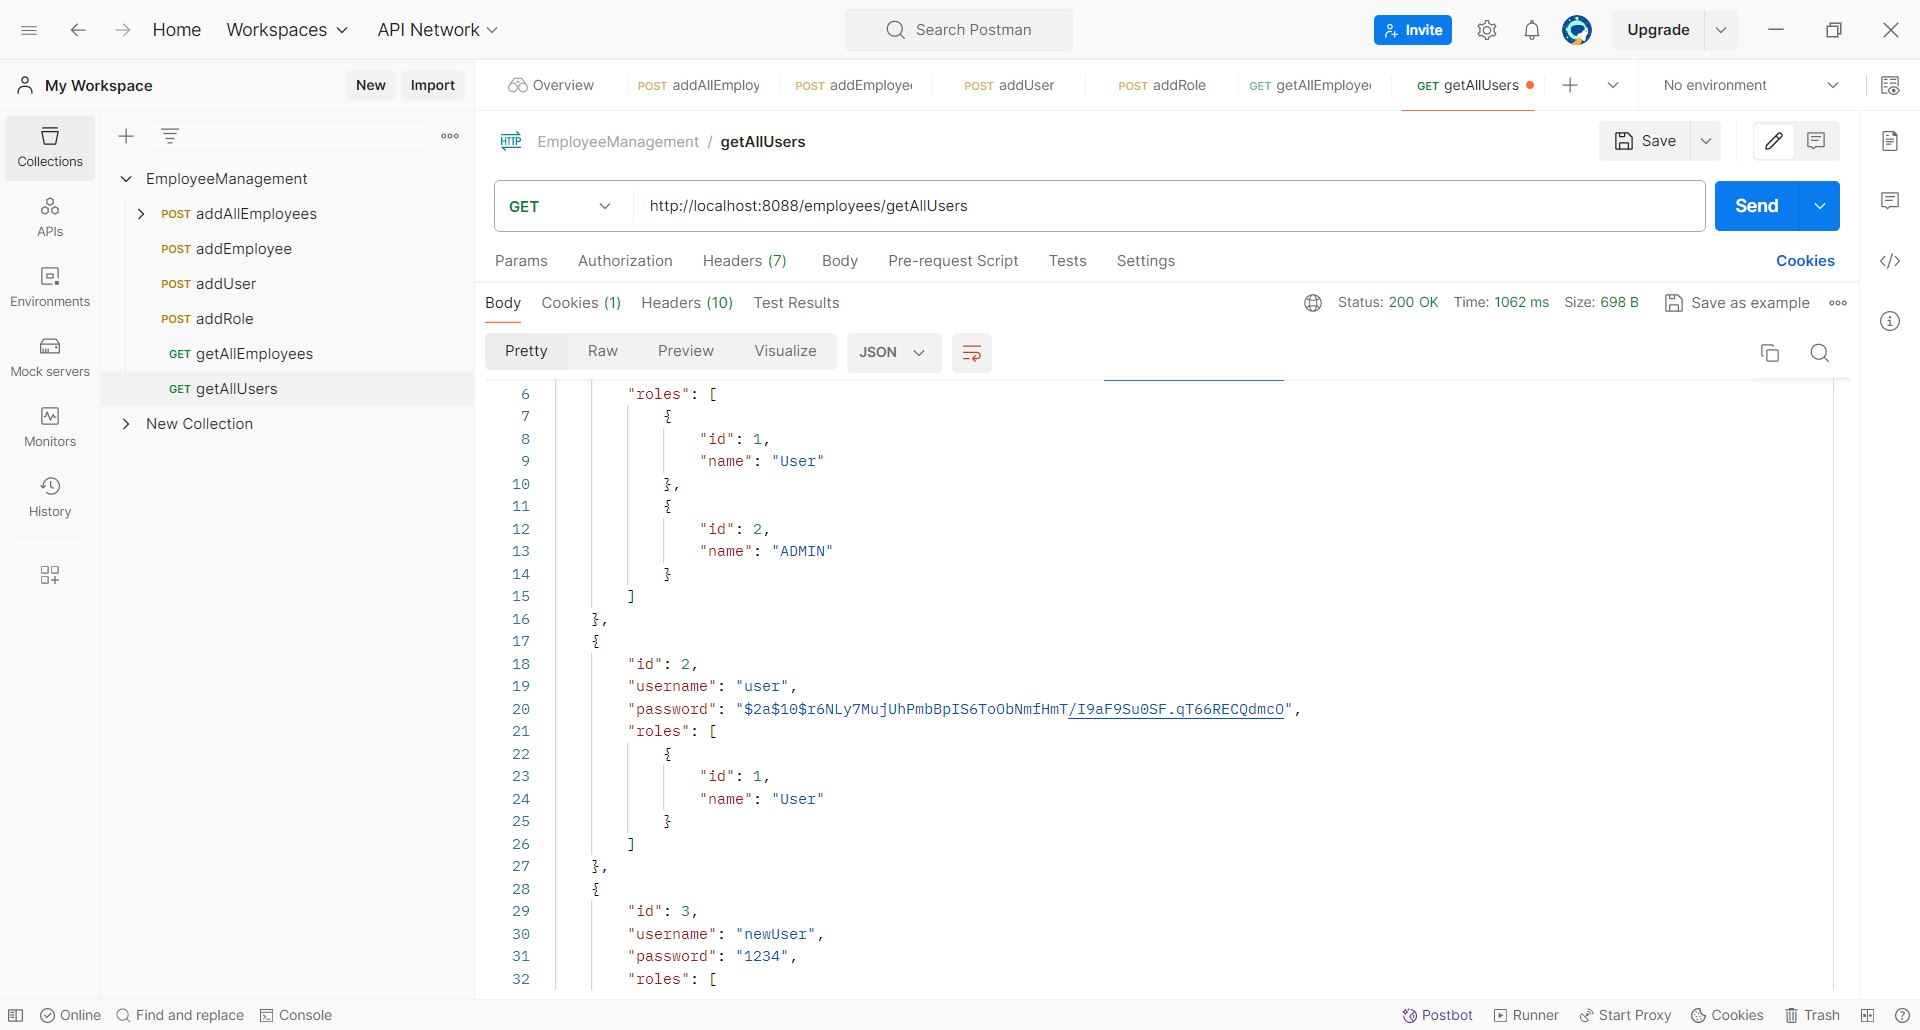 Home Workspaces API Network Search Postman Invite Upgrade
My Workspace New Import Overview POST addAllEmploy POST addEmployee POST addUser POST addRole GET getAllEmployee GET getAllUsers No environment
HTTP EmployeeManagement / getAllUsers Save
Collections
EmployeeManagement
POST addAllEmployees
GET http://localhost:8088/employees/getAllUsers Send
APIs
POST addEmployee
Params Authorization Headers (7) Body Pre-request Script Tests Settings Cookies
POST addUser
Environments
Body Cookies (1) Headers (10) Test Results Status: 200 OK Time: 1062 ms Size: 698 B Save as example
POST addRole
GET getAllEmployees
Pretty Raw Preview Visualize JSON
Mock servers
GET getAllUsers
New Collection
Monitors
History
6 "roles": [
7 {
8 "id": 1,
9 "name": "User"
10 },
11 {
12 "id": 2,
13 "name": "ADMIN"
14 }
15 ]
16 },
17 {
18 "id": 2,
19 "username": "user",
20 "password": "$2a$10$r6NLy7MujUhPmbBpIS6ToObNmfHmT/I9aF9Su0SF.qT66RECQdmcO",
21 "roles": [
22 {
23 "id": 1,
24 "name": "User"
25 }
26 ]
27 },
28 {
29 "id": 3,
30 "username": "newUser",
31 "password": "1234",
32 "roles": [
Online Find and replace Console Postbot Runner Start Proxy Cookies Trash